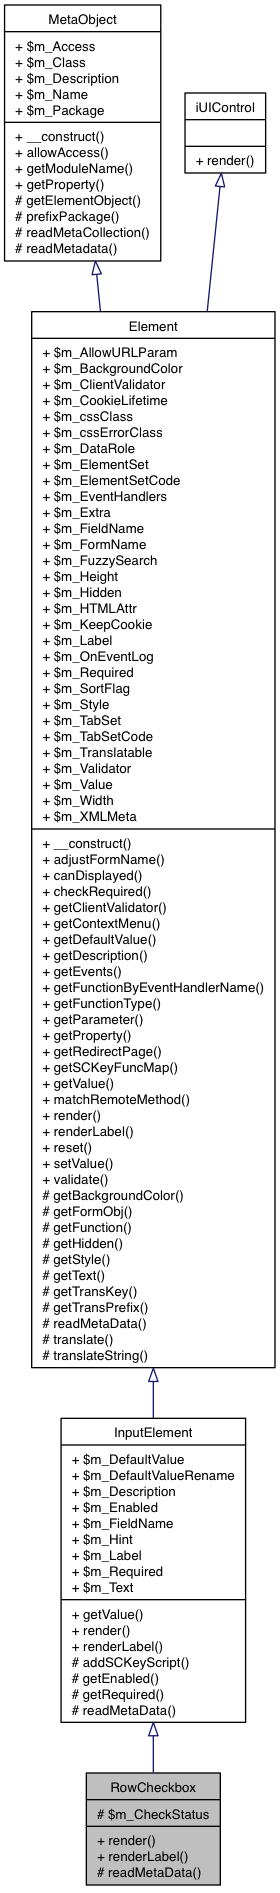 MetaObject
+ $m_Access
+ $m_Class
+ $m_Description
+ $m_Name
+ $m_Package
+ __construct()
+ allowAccess()
+ getModuleName()
+ getProperty()
# getElementObject()
# prefixPackage()
# readMetaCollection()
# readMetadata()
iUIControl
+ render()
Element
+ $m_AllowURLParam
+ $m_BackgroundColor
+ $m_ClientValidator
+ $m_CookieLifetime
+ $m_cssClass
+ $m_cssErrorClass
+ $m_DataRole
+ $m_ElementSet
+ $m_ElementSetCode
+ $m_EventHandlers
+ $m_Extra
+ $m_FieldName
+ $m_FormName
+ $m_FuzzySearch
+ $m_Height
+ $m_Hidden
+ $m_HTMLAttr
+ $m_KeepCookie
+ $m_Label
+ $m_OnEventLog
+ $m_Required
+ $m_SortFlag
+ $m_Style
+ $m_TabSet
+ $m_TabSetCode
+ $m_Translatable
+ $m_Validator
+ $m_Value
+ $m_Width
+ $m_XMLMeta
+ __construct()
+ adjustFormName()
+ canDisplayed()
+ checkRequired()
+ getClientValidator()
+ getContextMenu()
+ getDefaultValue()
+ getDescription()
+ getEvents()
+ getFunctionByEventHandlerName()
+ getFunctionType()
+ getParameter()
+ getProperty()
+ getRedirectPage()
+ getSCKeyFuncMap()
+ getValue()
+ matchRemoteMethod()
+ render()
+ renderLabel()
+ reset()
+ setValue()
+ validate()
# getBackgroundColor()
# getFormObj()
# getFunction()
# getHidden()
# getStyle()
# getText()
# getTransKey()
# getTransPrefix()
# readMetaData()
# translate()
# translateString()
InputElement
+ $m_DefaultValue
+ $m_DefaultValueRename
+ $m_Description
+ $m_Enabled
+ $m_FieldName
+ $m_Hint
+ $m_Label
+ $m_Required
+ $m_Text
+ getValue()
+ render()
+ renderLabel()
# addSCKeyScript()
# getEnabled()
# getRequired()
# readMetaData()
RowCheckbox
# $m_CheckStatus
+ render()
+ renderLabel()
# readMetaData()